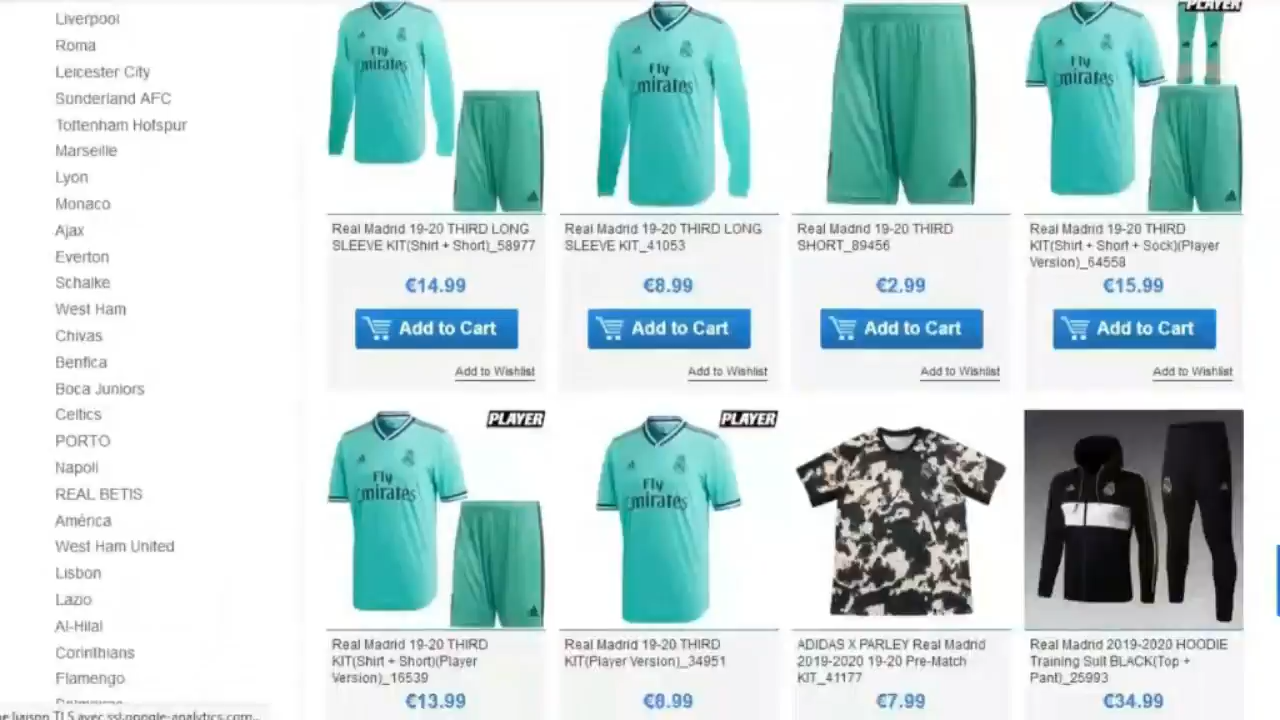 Liverpool
Roma
Leicester City
Sunderland AFC
Tottenham Hotspur
Marseille
Lyon
Monaco
Ajax
Everton
Schalke
West Ham
Chivas
Benfica
Boca Juniors
Celtics
PORTO
Napoli
REAL BETIS
América
West Ham United
Lisbon
Lazio
Al-Hilal
Corinthians
Flamengo
Fly
Emirates
Fly
Emirates
PLAYER
Fly
Emirates
Real Madrid 19-20 THIRD LONG
SLEEVE KIT(Shirt + Short)_58977
€14.99
Add to Cart
Add to Wishlist
Real Madrid 19-20 THIRD LONG
SLEEVE KIT_41053
€8.99
Add to Cart
Add to Wishlist
Real Madrid 19-20 THIRD
SHORT_89456
€2.99
Add to Cart
Add to Wishlist
Real Madrid 19-20 THIRD
KIT(Shirt + Short + Sock)(Player
Version)_64558
€15.99
Add to Cart
Add to Wishlist
PLAYER
Fly
Emirates
Real Madrid 19-20 THIRD
KIT(Shirt + Short)(Player
Version)_16539
€13.99
PLAYER
Fly
Emirates
Real Madrid 19-20 THIRD
KIT(Player Version)_34951
€8.99
ADIDAS X PARLEY Real Madrid
2019-2020 19-20 Pre-Match
KIT_41177
€7.99
Real Madrid 2019-2020 HOODIE
Training Suit BLACK(Top +
Pant)_25993
€34.99
liaison TLS avec ssl.google-analytics.com...